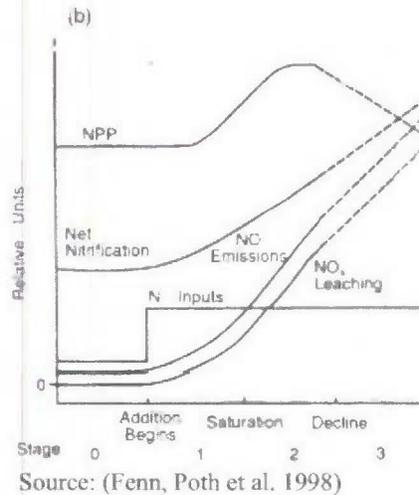 (b)
NPP
Net
Nitrification
NO
Emissions
NOx
Leaching
N Inputs
Relative Units
0
Addition
Begins
Saturation
Decline
Stage 0 1 2 3
Source: (Fenn, Poth et al. 1998)